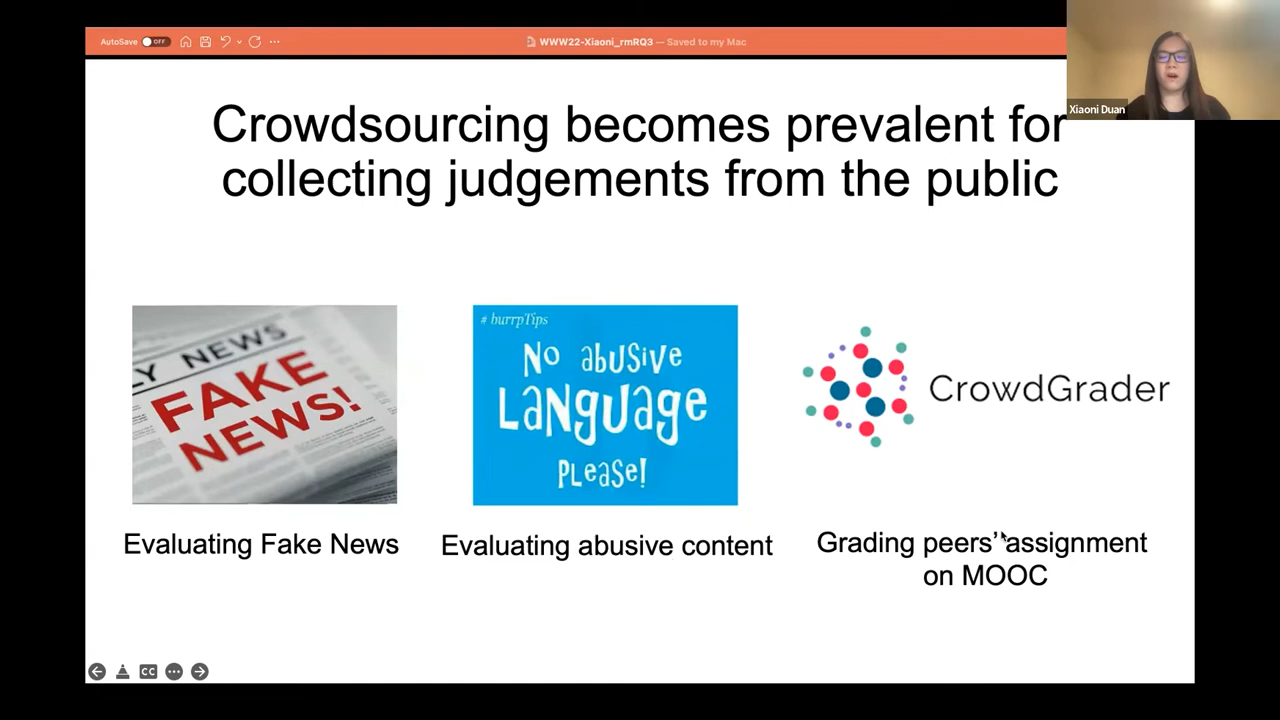 AutoSave OFF
WWW22-Xiaoni_rmRQ3 — Saved to my Mac
Xiaoni Duan
Crowdsourcing becomes prevalent for
collecting judgements from the public
LY NEWS
FAKE
NEWS!
# burrpTips
No abusive
Language
Please!
CrowdGrader
Evaluating Fake News
Evaluating abusive content
Grading peers' assignment
on MOOC
CC